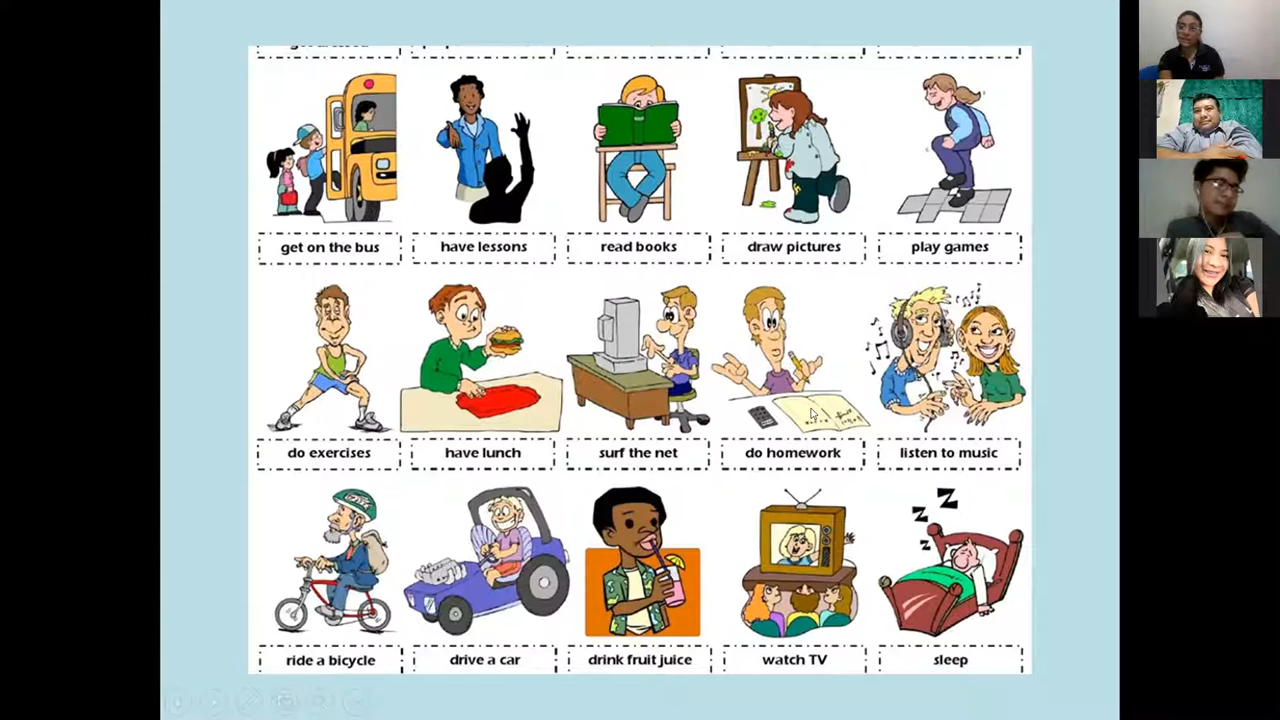 get on the bus
have lessons
read books
draw pictures
play games
do exercises
have lunch
surf the net
do homework
listen to music
ride a bicycle
drive a car
drink fruit juice
watch TV
sleep
z
z
z